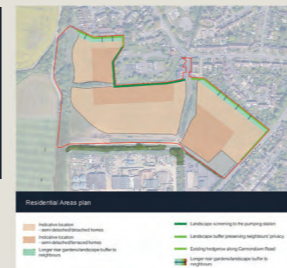 Residential Areas plan
Indicative location
- semi-detached/detached homes
Indicative location
- semi-detached/terraced homes
Longer rear gardens/landscape buffer to
neighbours
Landscape screening to the pumping station
Landscape buffer preserving neighbours' privacy
Existing hedgerow along
Road
Longer rear gardens/landscape buffer to
neighbours